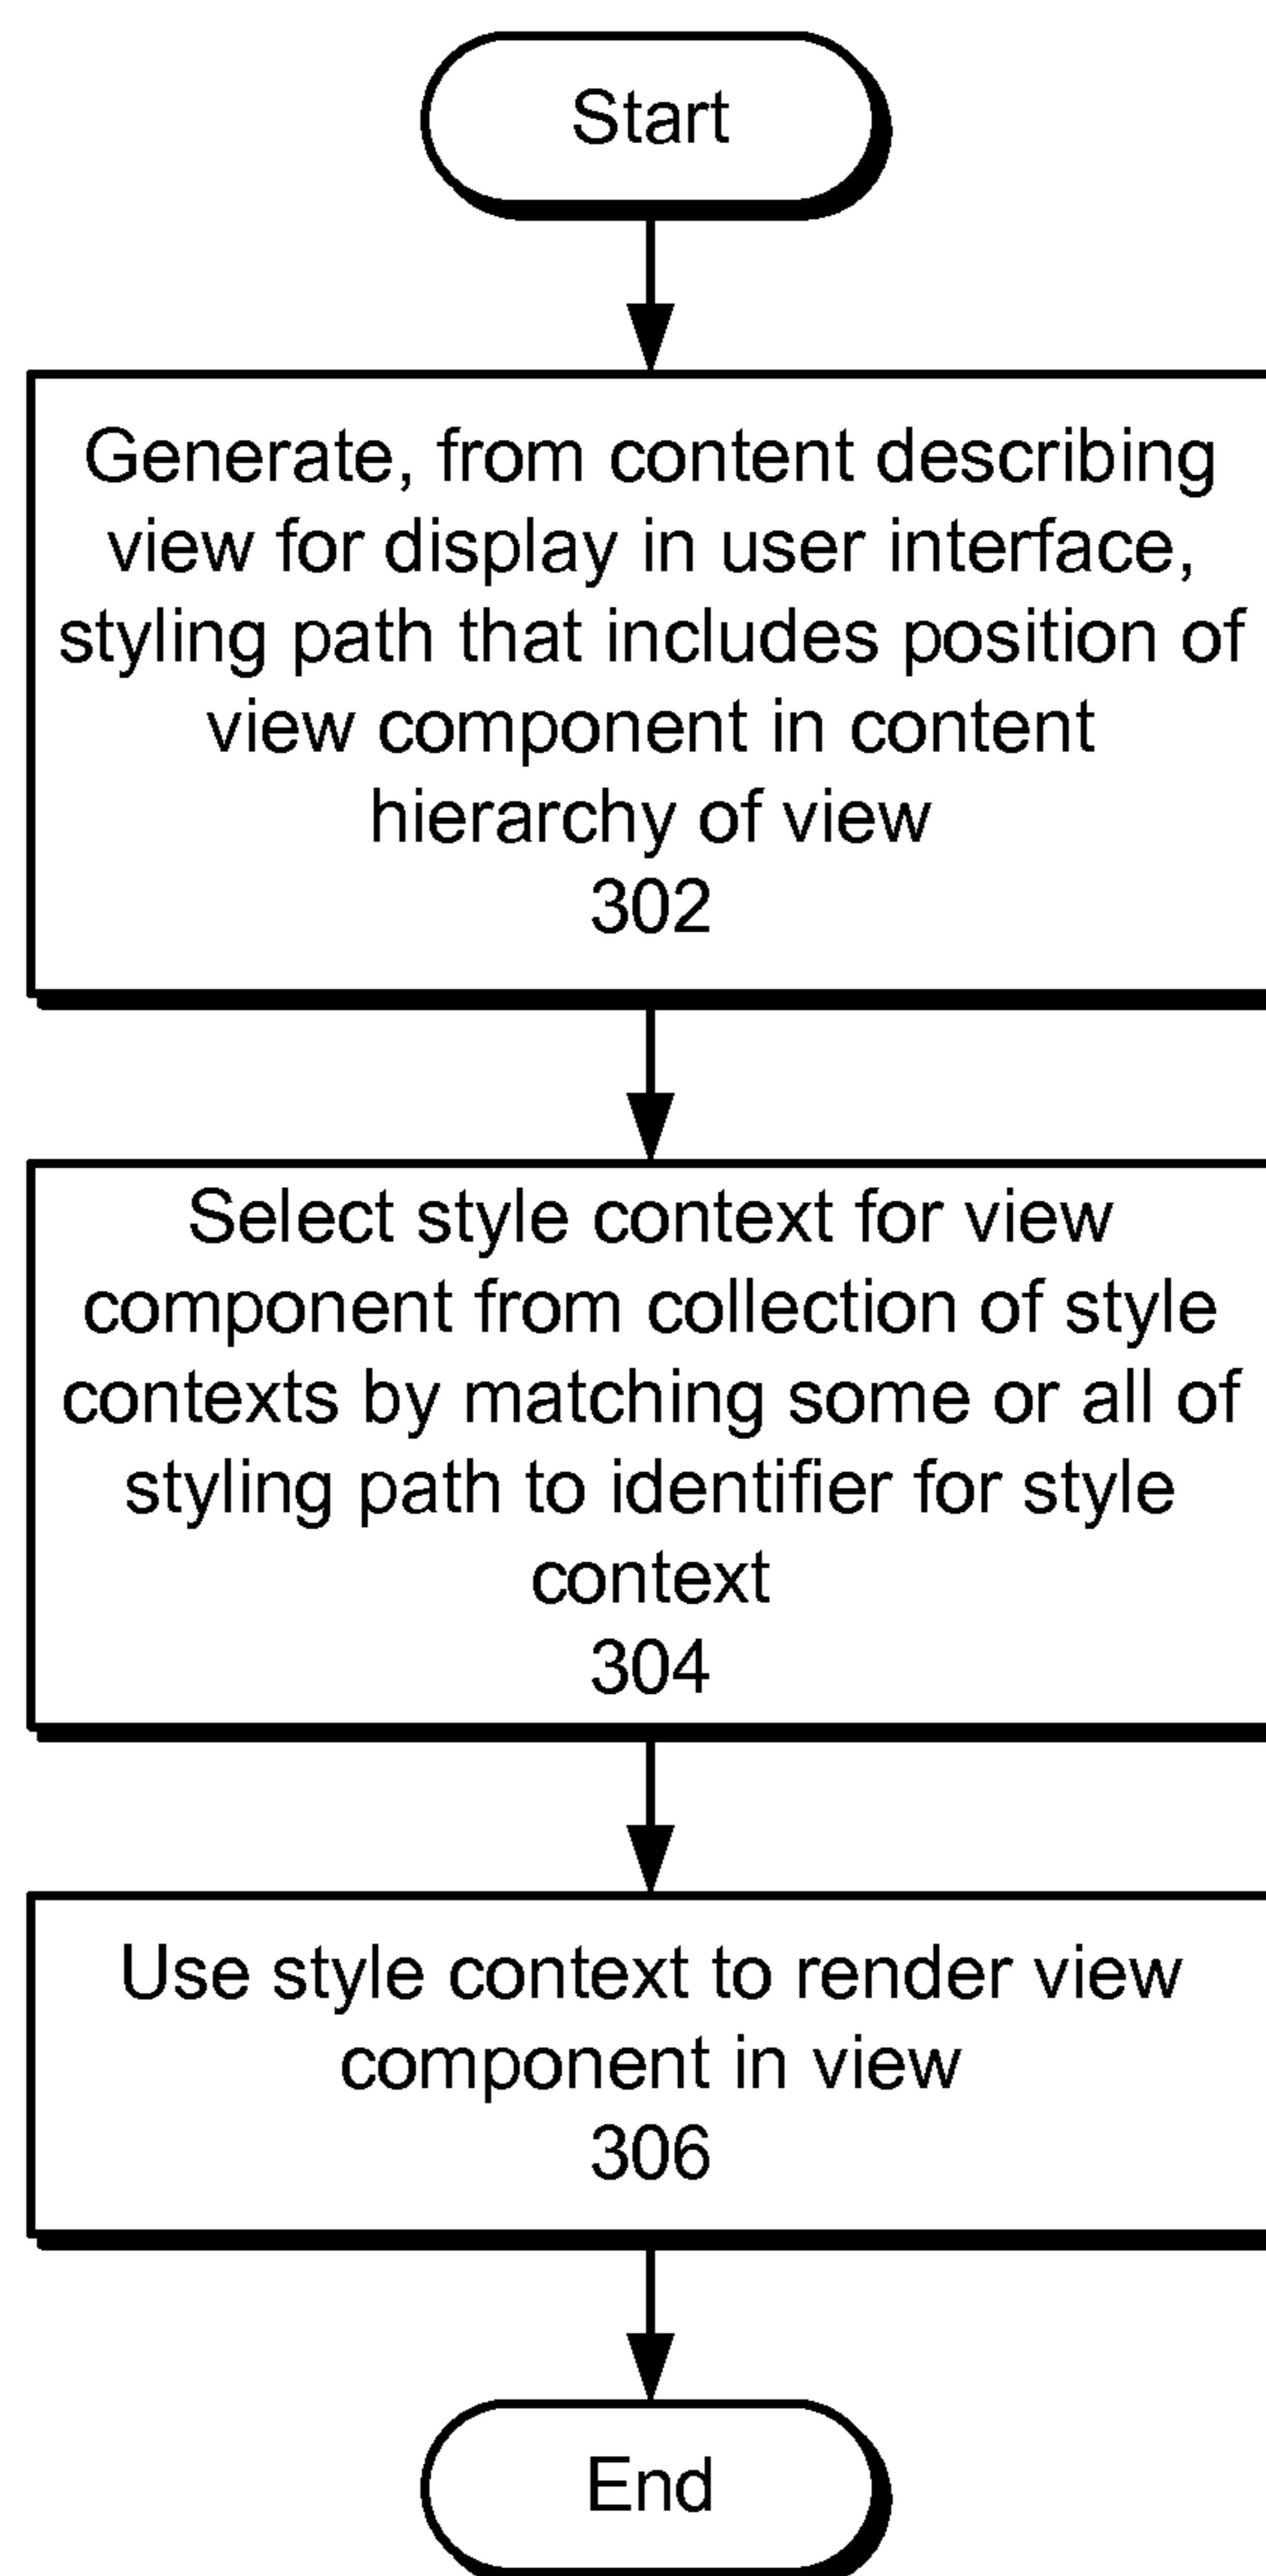 Start
Generate, from content describing
view for display in user interface,
styling path that includes position of
view component in content
hierarchy of view
302
Select style context for view
component from collection of style
contexts by matching some or all of
styling path to identifier for style
context
304
Use style context to render view
component in view
306
End